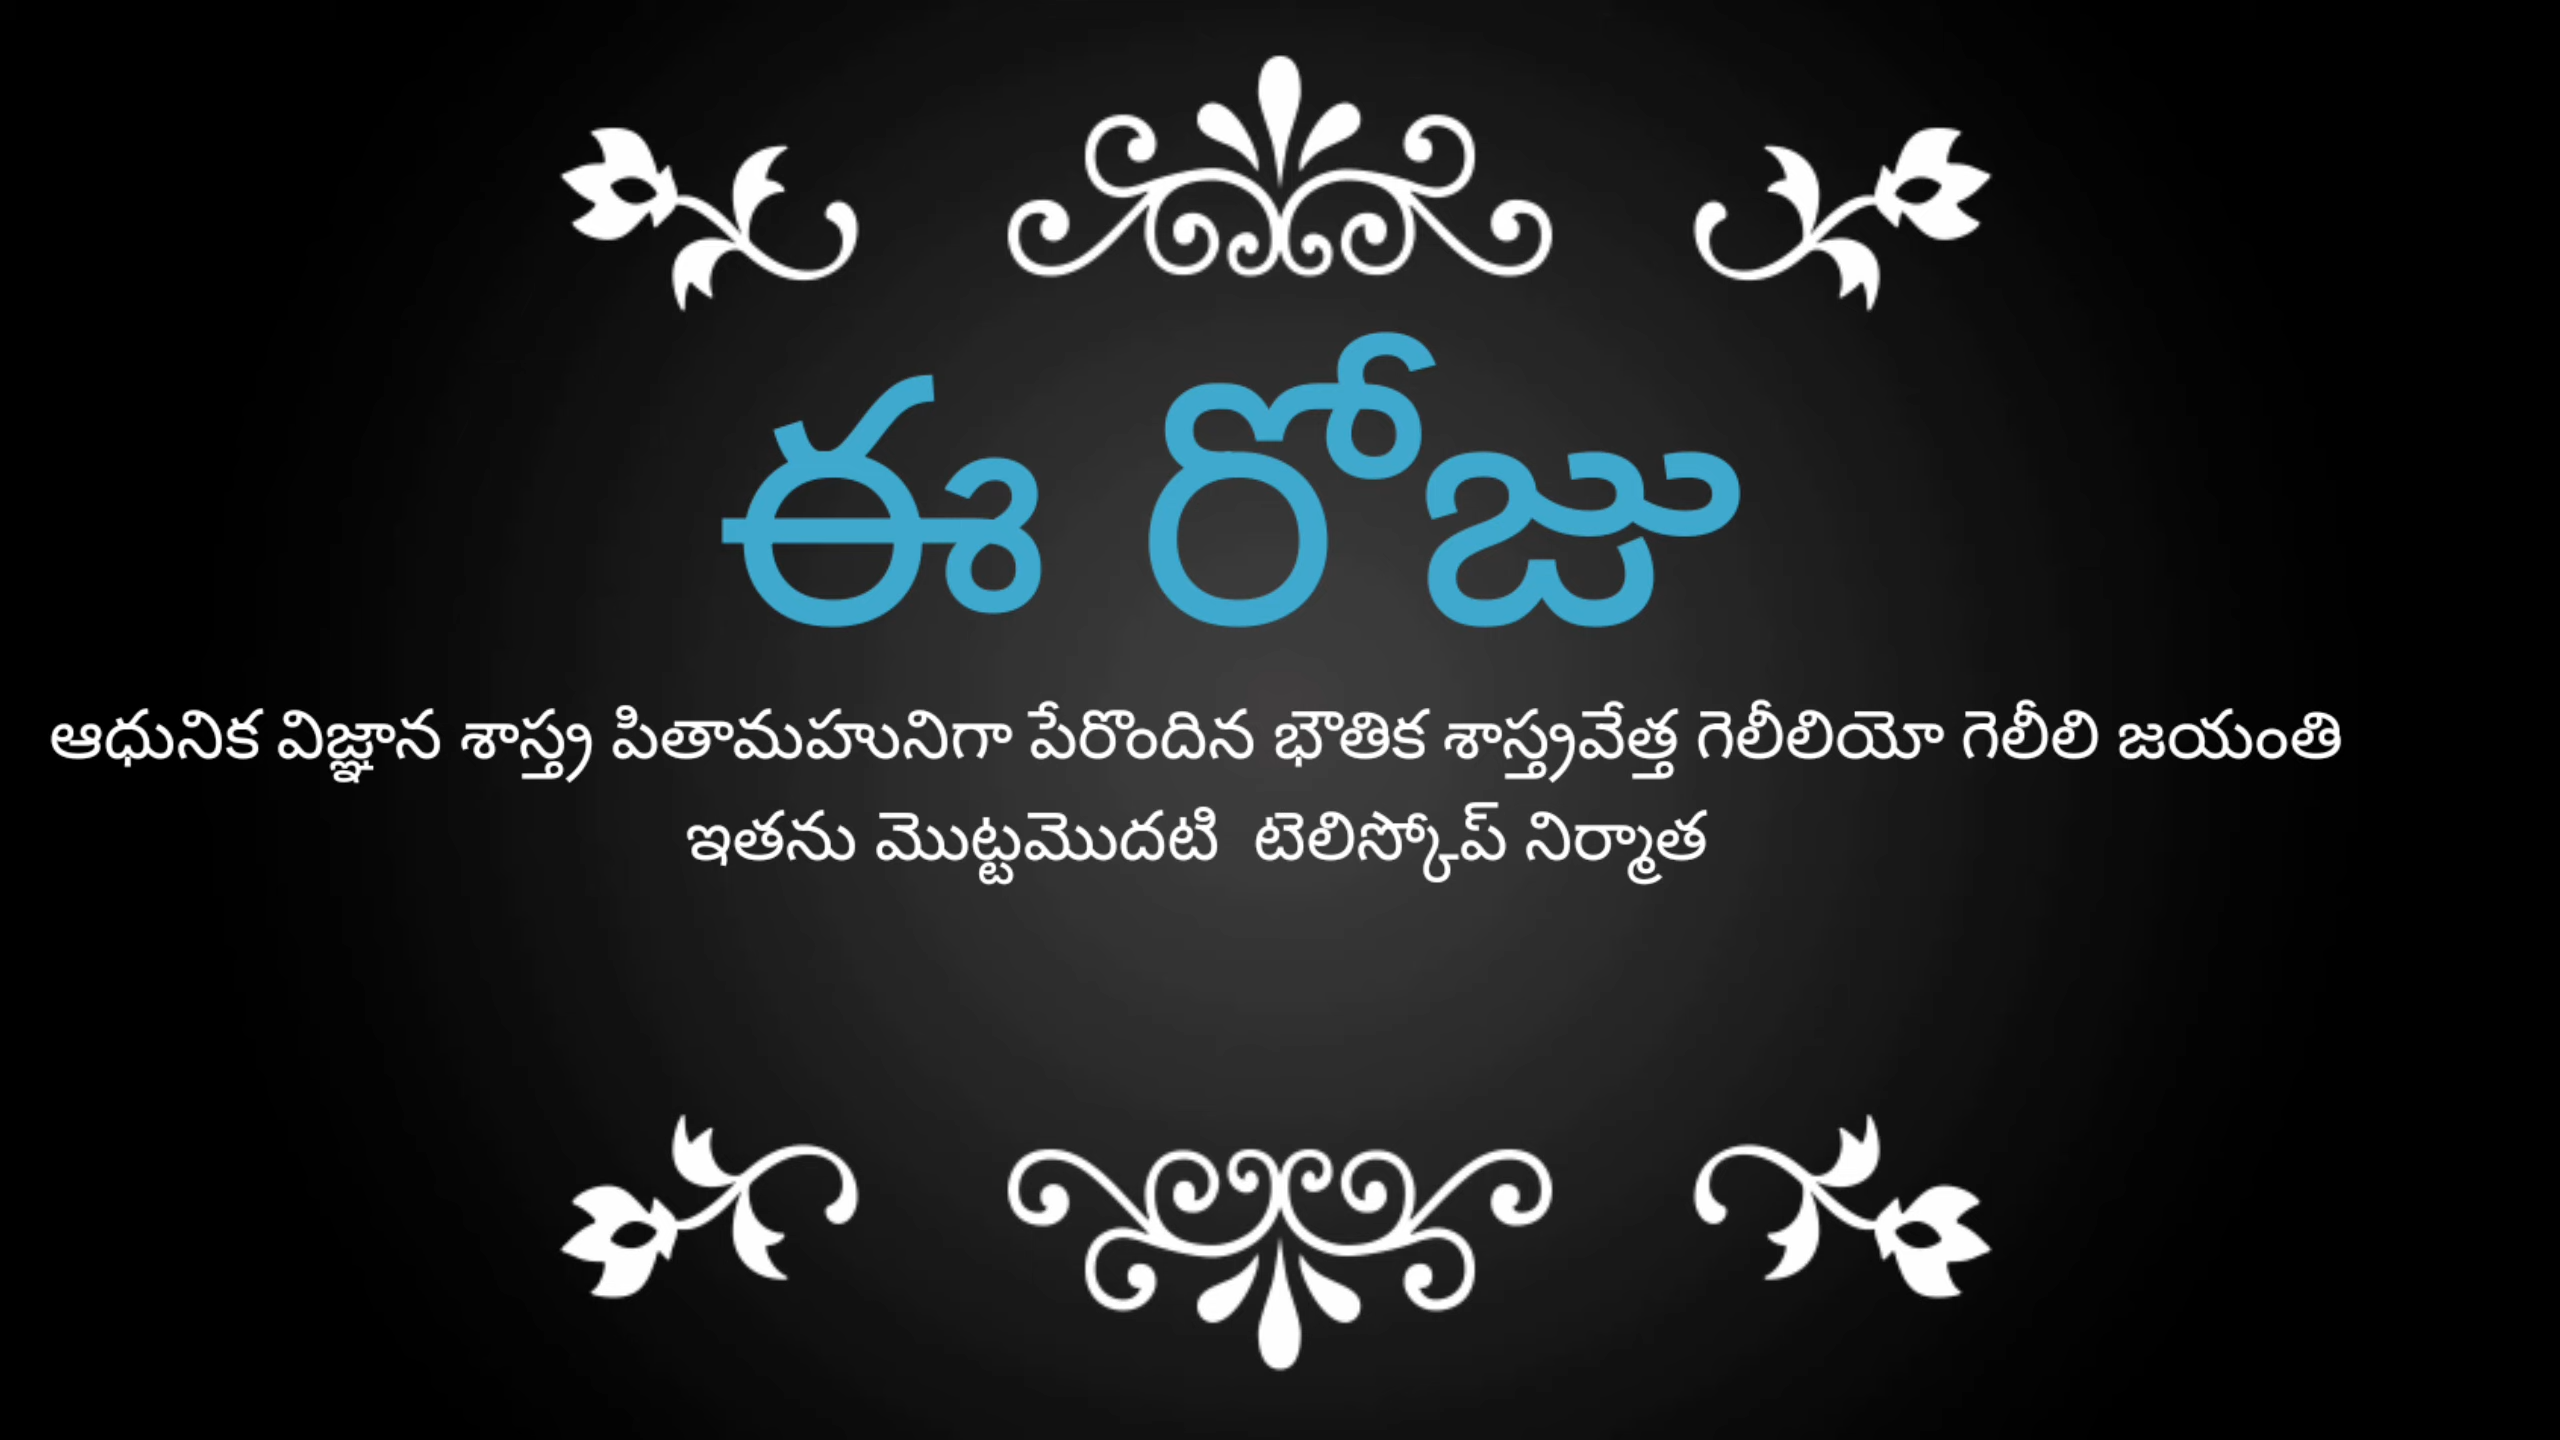 ఈ రోజు
ఆధునిక విజ్ఞాన శాస్త్ర పితామహునిగా పేరొందిన భౌతిక శాస్త్రవేత్త గెలీలియో గెలీలి జయంతి
ఇతను మొట్టమొదటి టెలిస్కోప్ నిర్మాత